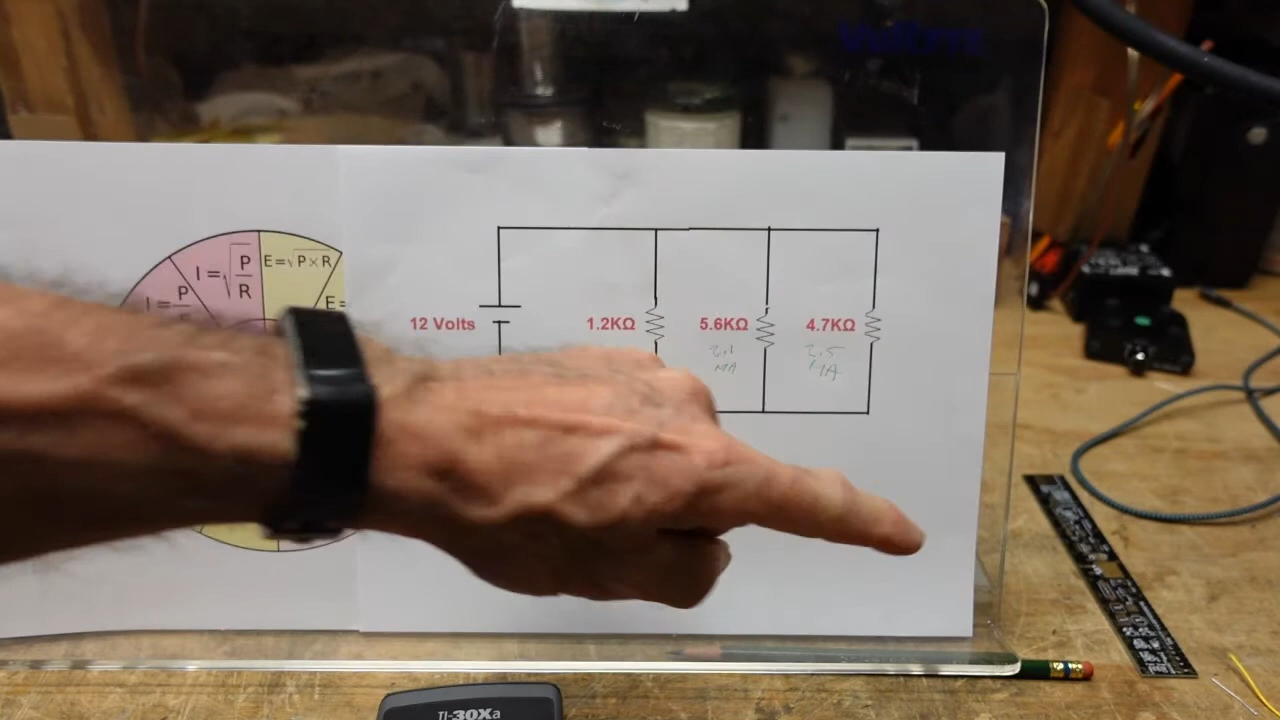 I = √P/R
E=√P×R
I = P
E=
12 Volts
1.2KΩ
5.6KΩ
4.7KΩ
2.1
MA
2.5
MA
TI-30Xa